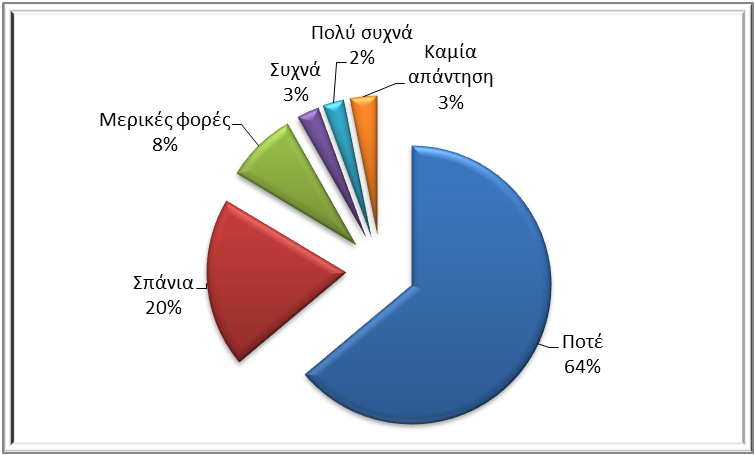 Πολύ συχνά
2%
Καμία
απάντηση
3%
Συχνά
3%
Μερικές φορές
8%
Σπάνια
20%
Ποτέ
64%